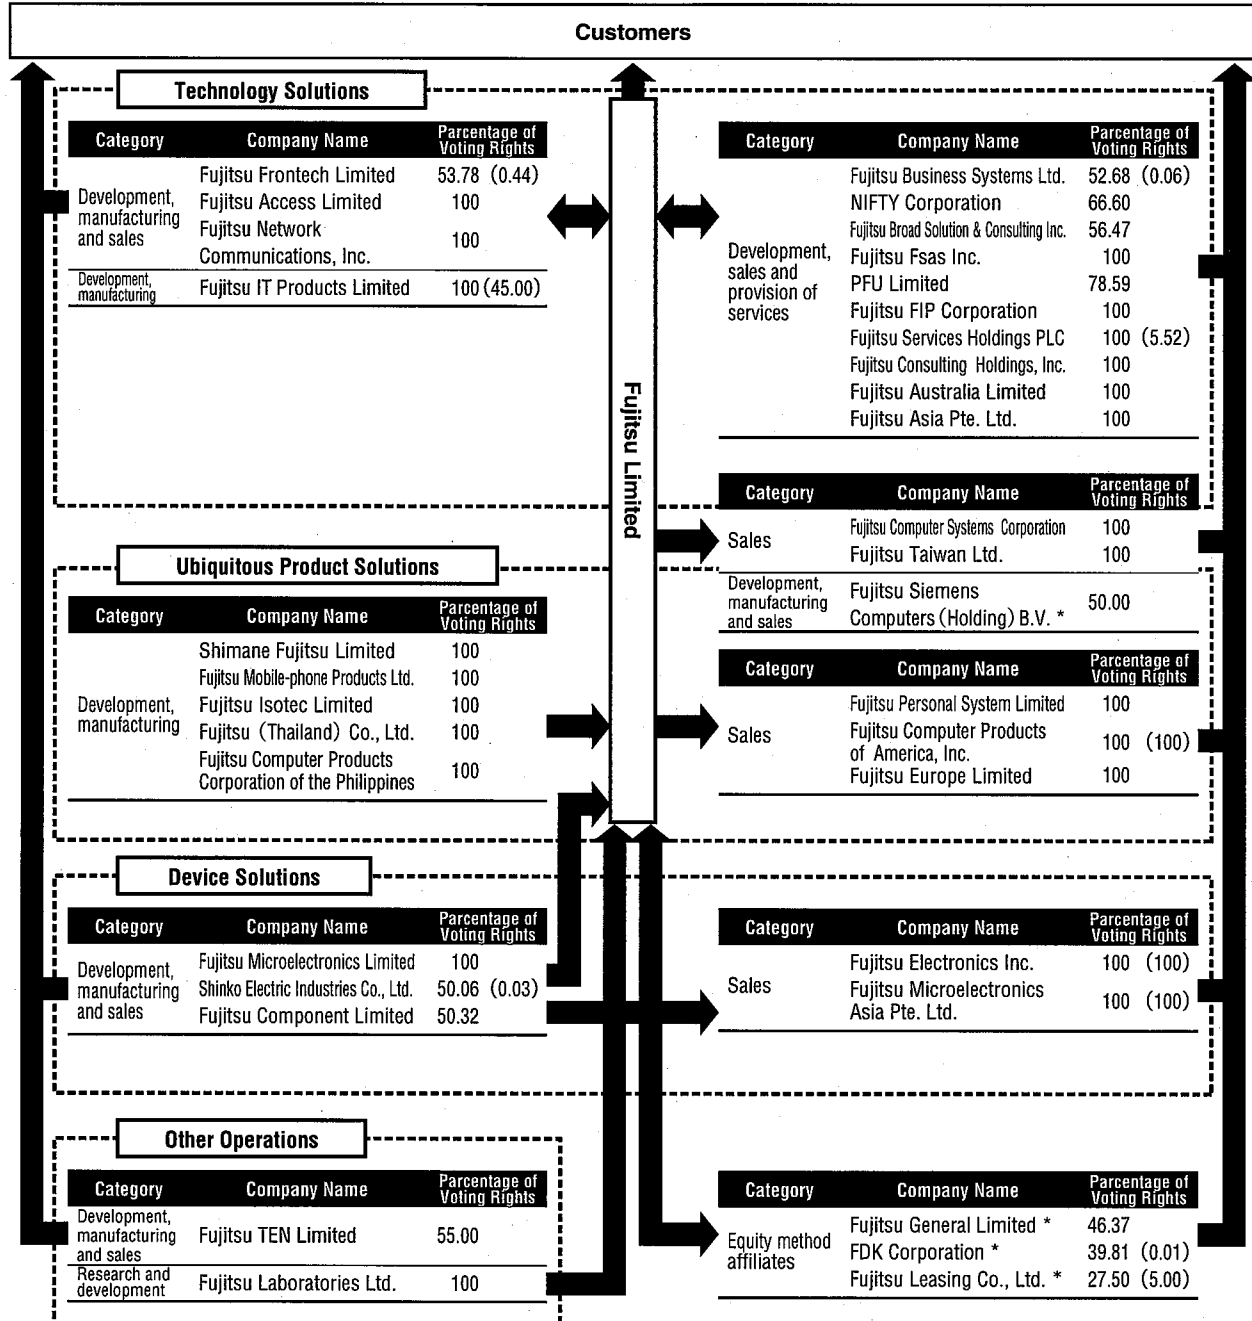 Customers
Technology Solutions
Category Company Name Parcentage of Voting Rights
Development, manufacturing and sales
Fujitsu Frontech Limited 53.78 (0.44)
Fujitsu Access Limited 100
Fujitsu Network
Communications, Inc. 100
Development, manufacturing
Fujitsu IT Products Limited 100 (45.00)
Category Company Name Parcentage of Voting Rights
Development, sales and provision of services
Fujitsu Business Systems Ltd. 52.68 (0.06)
NIFTY Corporation 66.60
Fujitsu Broad Solution & Consulting Inc. 56.47
Fujitsu Fsas Inc. 100
PFU Limited 78.59
Fujitsu FIP Corporation 100
Fujitsu Services Holdings PLC 100 (5.52)
Fujitsu Consulting Holdings, Inc. 100
Fujitsu Australia Limited 100
Fujitsu Asia Pte. Ltd. 100
Fujitsu Limited
Category Company Name Parcentage of Voting Rights
Sales
Fujitsu Computer Systems Corporation 100
Fujitsu Taiwan Ltd. 100
Development, manufacturing and sales
Fujitsu Siemens
Computers (Holding) B.V. * 50.00
Ubiquitous Product Solutions
Category Company Name Parcentage of Voting Rights
Development, manufacturing
Shimane Fujitsu Limited 100
Fujitsu Mobile-phone Products Ltd. 100
Fujitsu Isotec Limited 100
Fujitsu (Thailand) Co., Ltd. 100
Fujitsu Computer Products
Corporation of the Philippines 100
Category Company Name Parcentage of Voting Rights
Sales
Fujitsu Personal System Limited 100
Fujitsu Computer Products
of America, Inc. 100 (100)
Fujitsu Europe Limited 100
Device Solutions
Category Company Name Parcentage of Voting Rights
Development, manufacturing and sales
Fujitsu Microelectronics Limited 100
Shinko Electric Industries Co., Ltd. 50.06 (0.03)
Fujitsu Component Limited 50.32
Category Company Name Parcentage of Voting Rights
Sales
Fujitsu Electronics Inc. 100 (100)
Fujitsu Microelectronics
Asia Pte. Ltd. 100 (100)
Other Operations
Category Company Name Parcentage of Voting Rights
Development, manufacturing and sales
Fujitsu TEN Limited 55.00
Research and development
Fujitsu Laboratories Ltd. 100
Category Company Name Parcentage of Voting Rights
Equity method affiliates
Fujitsu General Limited * 46.37
FDK Corporation * 39.81 (0.01)
Fujitsu Leasing Co., Ltd. * 27.50 (5.00)